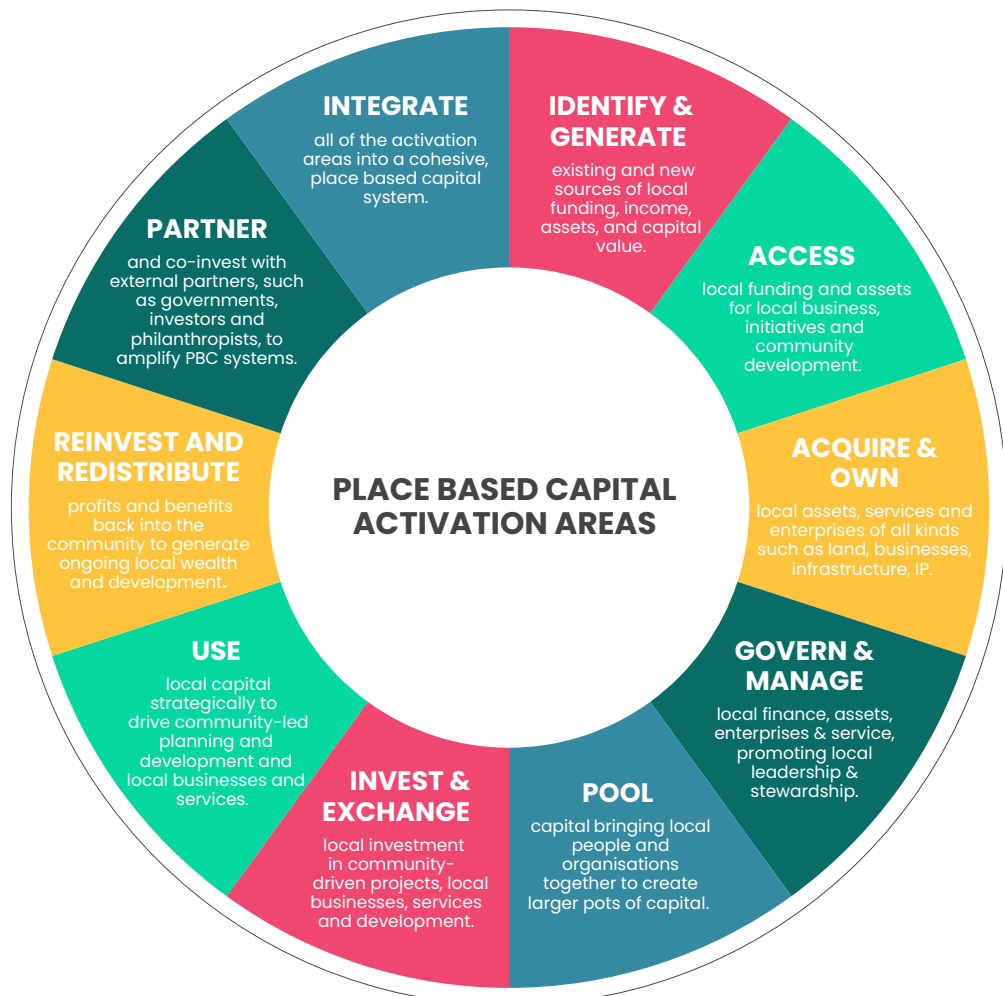 PLACE BASED CAPITAL
ACTIVATION AREAS
IDENTIFY &
GENERATE
existing and new
sources of local
funding, income,
assets, and capital
value.
ACCESS
local funding and assets
for local business,
initiatives and
community
development.
ACQUIRE &
OWN
local assets, services and
enterprises of all kinds
such as land, businesses,
infrastructure, IP.
GOVERN &
MANAGE
local finance, assets,
enterprises & service,
promoting local
leadership &
stewardship.
POOL
capital bringing local
people and
organisations
together to create
larger pots of capital.
INVEST &
EXCHANGE
local investment
in community-
driven projects, local
businesses, services
and development.
USE
local capital
strategically to
drive community-led
planning and
development and
local businesses and
services.
REINVEST AND
REDISTRIBUTE
profits and benefits
back into the
community to generate
ongoing local wealth
and development.
PARTNER
and co-invest with
external partners, such
as governments,
investors and
philanthropists, to
amplify PBC systems.
INTEGRATE
all of the activation
areas into a cohesive,
place based capital
system.